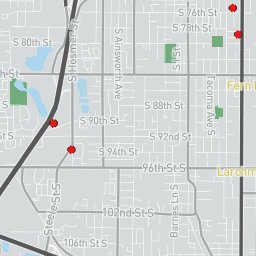 S 76th St
S 78th St
S 80th St
S Hosmer St
S Ainsworth Ave
S I St
th St
Fern
Tacoma Ave S
S 88th St
S 90th St
S 92nd St
S 94th St
96th St S
Larchm
Steele St S
Barnes Ln S
102nd St S
106th St S